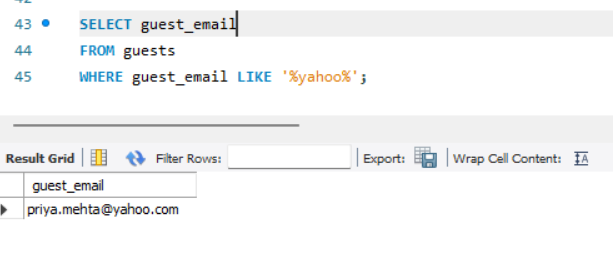 43 SELECT guest_email
44 FROM guests
45 WHERE guest_email LIKE '%yahoo%';
Result Grid Filter Rows: Export: Wrap Cell Content: IA
guest_email
priya.mehta@yahoo.com